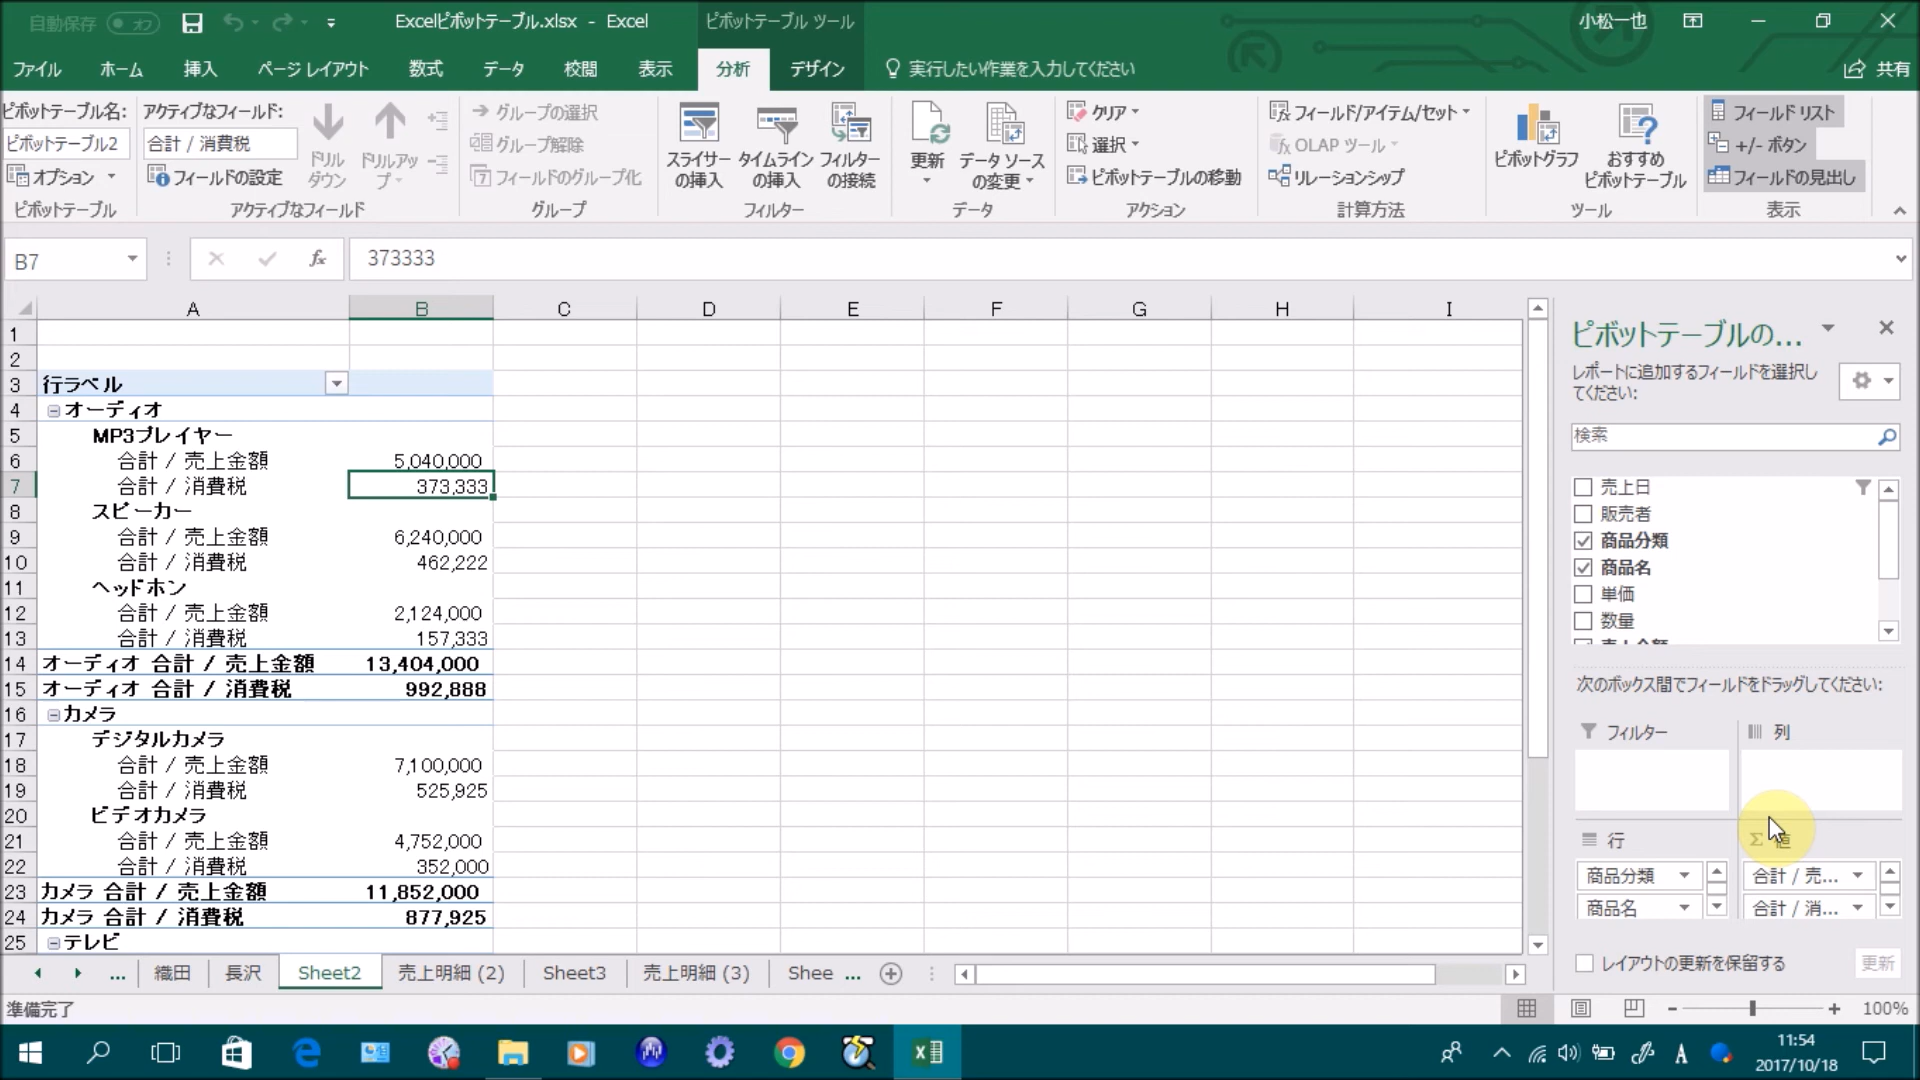 自動保存 オフ
Excelピボットテーブル.xlsx - Excel
ピボットテーブル ツール
小松一也
ファイル ホーム 挿入 ページ レイアウト 数式 データ 校閲 表示 分析 デザイン 実行したい作業を入力してください 共有
ピボットテーブル名:
ピボットテーブル2
オプション
ピボットテーブル
アクティブなフィールド:
合計 / 消費税
フィールドの設定
ドリルダウン
ドリルアップ
アクティブなフィールド
グループの選択
グループ解除
フィールドのグループ化
グループ
スライサーの挿入
タイムラインの挿入
フィルターの接続
フィルター
更新
データ ソースの変更
データ
クリア
選択
ピボットテーブルの移動
アクション
フィールド/アイテム/セット
OLAP ツール
リレーションシップ
計算方法
ピボットグラフ
おすすめピボットテーブル
ツール
フィールド リスト
+/- ボタン
フィールドの見出し
表示
B7
fx
373333
A B C D E F G H I
1
2
3 行ラベル
4 オーディオ
5 MP3プレイヤー
6 合計 / 売上金額 5,040,000
7 合計 / 消費税 373,333
8 スピーカー
9 合計 / 売上金額 6,240,000
10 合計 / 消費税 462,222
11 ヘッドホン
12 合計 / 売上金額 2,124,000
13 合計 / 消費税 157,333
14 オーディオ 合計 / 売上金額 13,404,000
15 オーディオ 合計 / 消費税 992,888
16 カメラ
17 デジタルカメラ
18 合計 / 売上金額 7,100,000
19 合計 / 消費税 525,925
20 ビデオカメラ
21 合計 / 売上金額 4,752,000
22 合計 / 消費税 352,000
23 カメラ 合計 / 売上金額 11,852,000
24 カメラ 合計 / 消費税 877,925
25 テレビ
ピボットテーブルの...
レポートに追加するフィールドを選択し
てください:
検索
売上日
販売者
商品分類
商品名
単価
数量
売上金額
次のボックス間でフィールドをドラッグしてください:
フィルター
列
行
Σ 値
商品分類
商品名
合計 / 売...
合計 / 消...
レイアウトの更新を保留する
更新
... 織田 長沢 Sheet2 売上明細 (2) Sheet3 売上明細 (3) Shee ...
準備完了
100%
A
11:54
2017/10/18